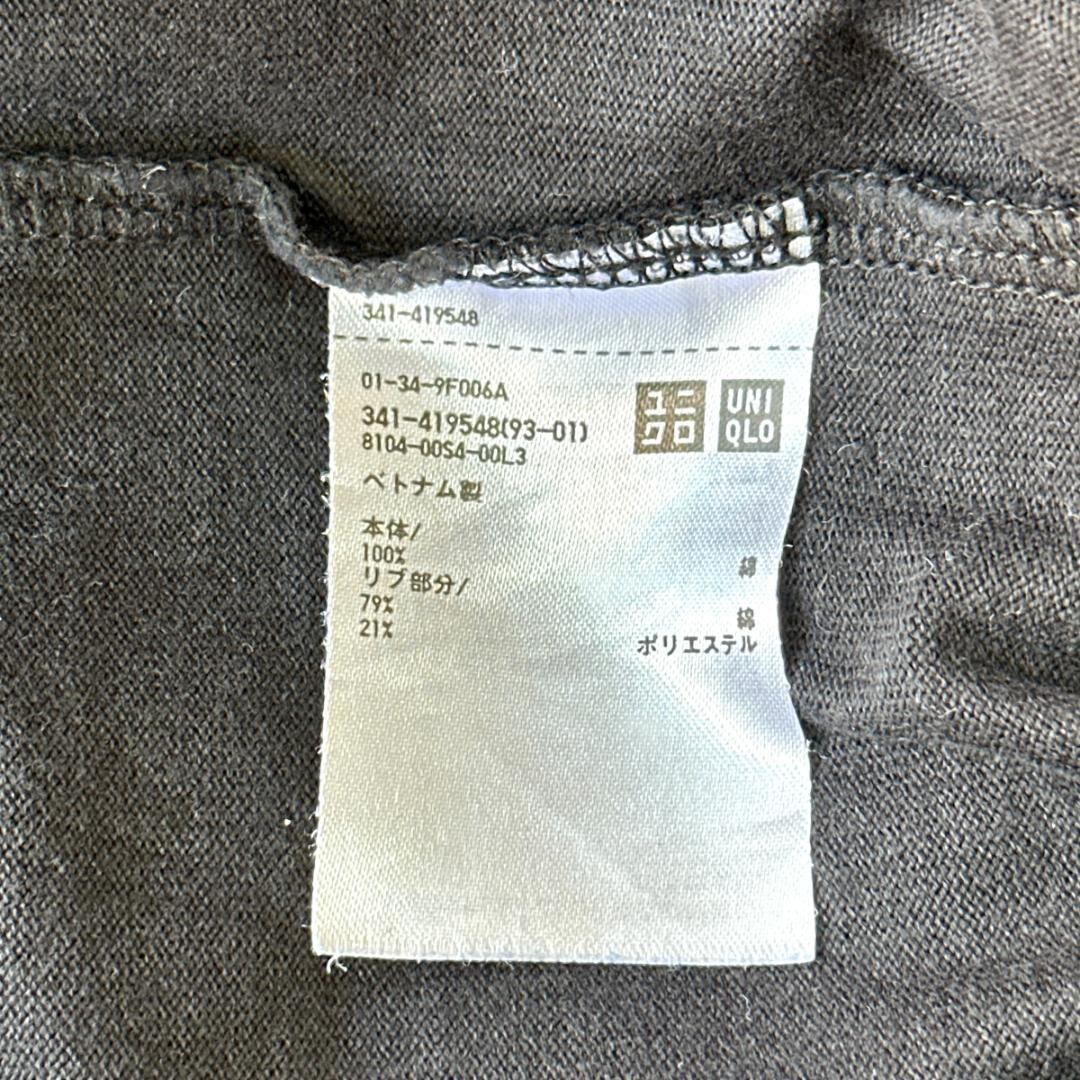 341-419548
01-34-9F006A
ユニ
クロ
UNI
QLO
341-419548(93-01)
8104-00S4-00L3
ベトナム製
本体/
100% 綿
リブ部分/
79% 綿
21% ポリエステル